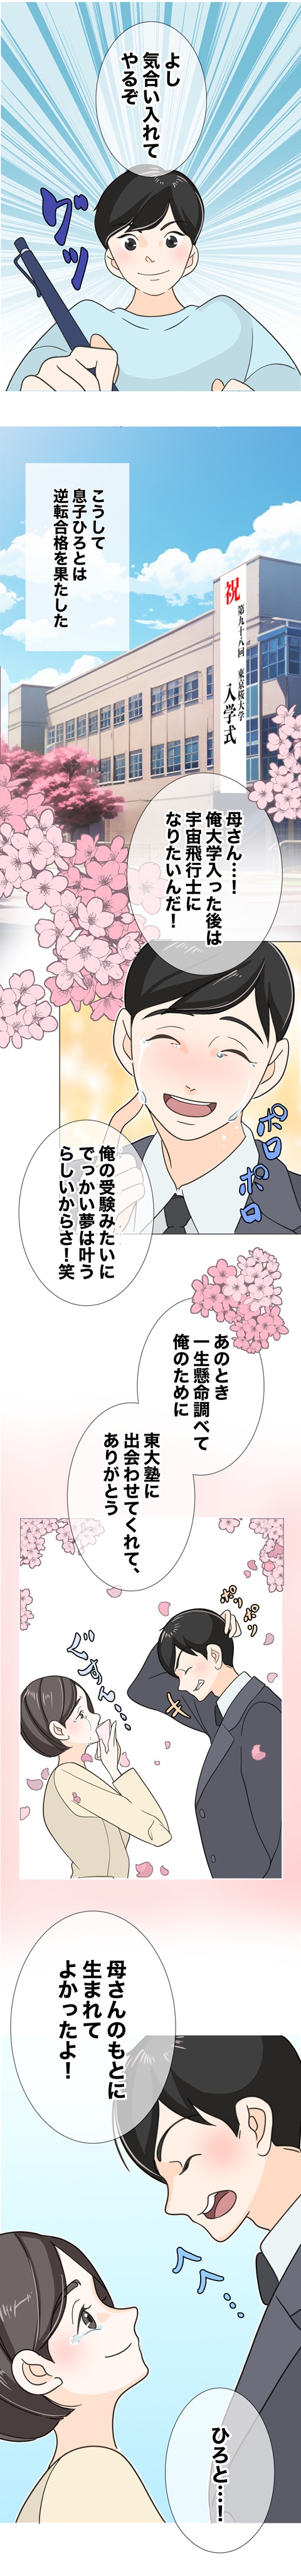 よし
気合い入れて
やるぞ
グッ
こうして
息子ひろとは
逆転合格を果たした
祝
第九十八回 東京桜大学
入学式
母さん…!
俺大学入った後は
宇宙飛行士に
なりたいんだ!
ポロポロ
俺の受験みたいに
でっかい夢は叶う
らしいからさ!笑
あのとき
一生懸命調べて
俺のために
東大塾に
出会わせてくれて、
ありがとう
ポリポリ
ぐすん…
母さんのもとに
生まれて
よかったよ!
へへ…
ひろと…!